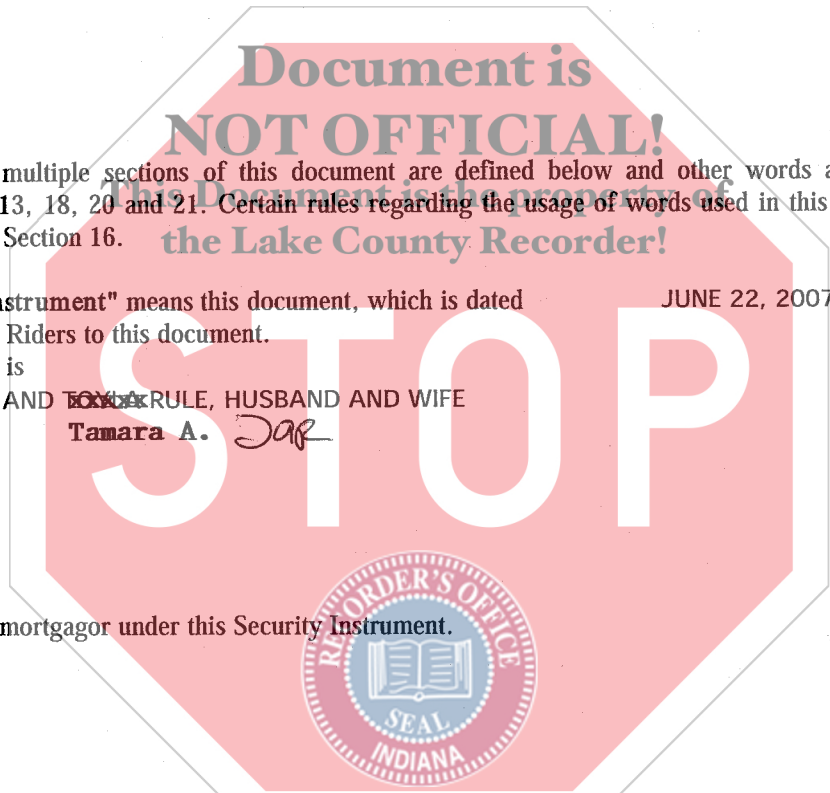 Document is
NOT OFFICIAL!
multiple sections of this document are defined below and other words a
This Document is the property of
13, 18, 20 and 21. Certain rules regarding the usage of words used in this
Section 16.
the Lake County Recorder!
nstrument" means this document, which is dated JUNE 22, 2007
Riders to this document.
is
AND RULE, HUSBAND AND WIFE
Tamara A.
STOP
mortgagor under this Security Instrument.
RECORDER'S OFFICE
SEAL
INDIANA